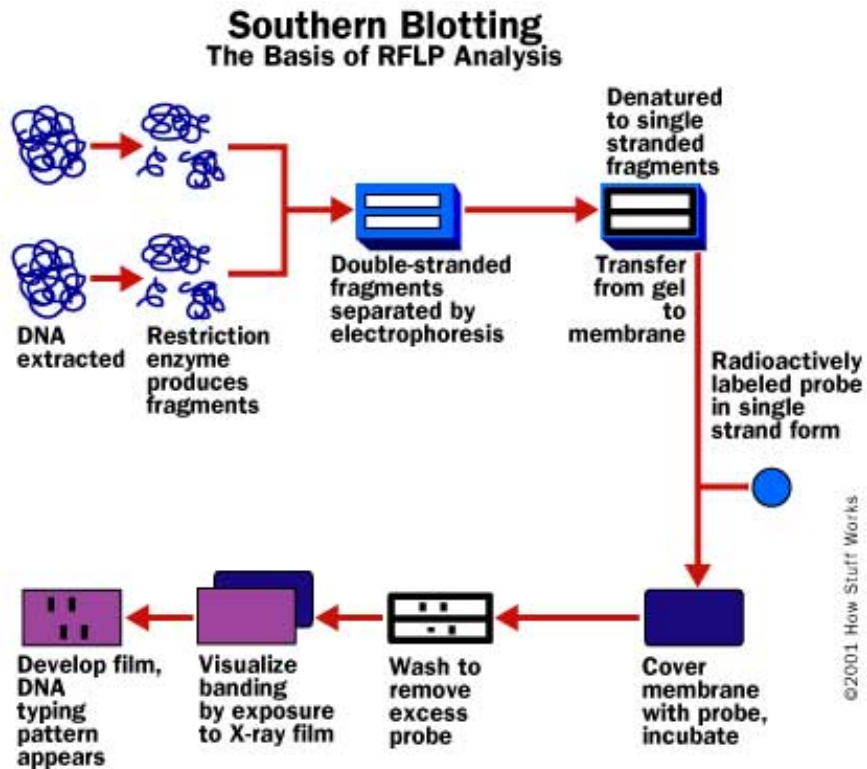 Southern Blotting
The Basis of RFLP Analysis
DNA
extracted
Restriction
enzyme
produces
fragments
Double-stranded
fragments
separated by
electrophoresis
Denatured
to single
stranded
fragments
Transfer
from gel
to
membrane
Radioactively
labeled probe
in single
strand form
Cover
membrane
with probe,
incubate
Wash to
remove
excess
probe
Visualize
banding
by exposure
to X-ray film
Develop film,
DNA
typing
pattern
appears
©2001 How Stuff Works